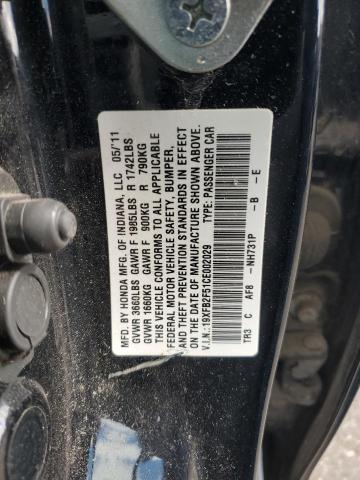 MFD. BY HONDA MFG. OF INDIANA, LLC 05/'11
GVWR 3660LBS GAWR F 1985LBS R 1742LBS
GVWR 1660KG GAWR F 900KG R 790KG
THIS VEHICLE CONFORMS TO ALL APPLICABLE
FEDERAL MOTOR VEHICLE SAFETY, BUMPER,
AND THEFT PREVENTION STANDARDS IN EFFECT
ON THE DATE OF MANUFACTURE SHOWN ABOVE.
V.I.N.: 19XFB2F51CE002029 TYPE: PASSENGER CAR
TR3 C AF8 - NH731P - B - E